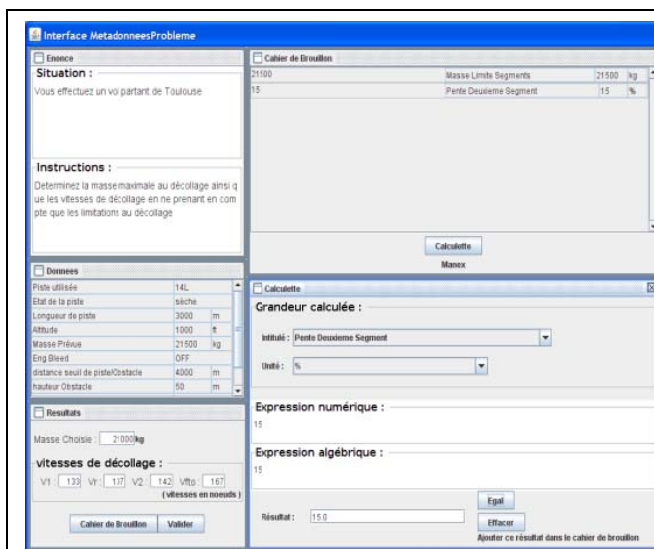 Interface MetadonneesProbleme
Enonce
Situation :
Vous effectuez un vol partant de Toulouse
Instructions :
Determinez la masse maximale au décollage ainsi q
ue les vitesses de décollage en ne prenant en com
pte que les limitations au décollage
Donnees
Piste utilisée 14L
Etat de la piste sèche
Longueur de piste 3000 m
Altitude 1000 ft
Masse Prévue 21500 kg
Eng Bleed OFF
distance seuil de piste/Obstacle 4000 m
hauteur Obstacle 50 m
Resultats
Masse Choisie : 21000 kg
vitesses de décollage :
V1 : 133 Vr : 137 V2 : 142 Vfto : 167
( vitesses en noeuds )
Cahier de Brouillon Valider
Cahier de Brouillon
21500 Masse Limite Segments 21500 kg
15 Pente Deuxieme Segment 15 %
Calculette
Manex
Calculette
Grandeur calculée :
Intitulé : Pente Deuxieme Segment
Unité : %
Expression numérique :
15
Expression algébrique :
15
Résultat : 15.0
Egal
Effacer
Ajouter ce résultat dans le cahier de brouillon